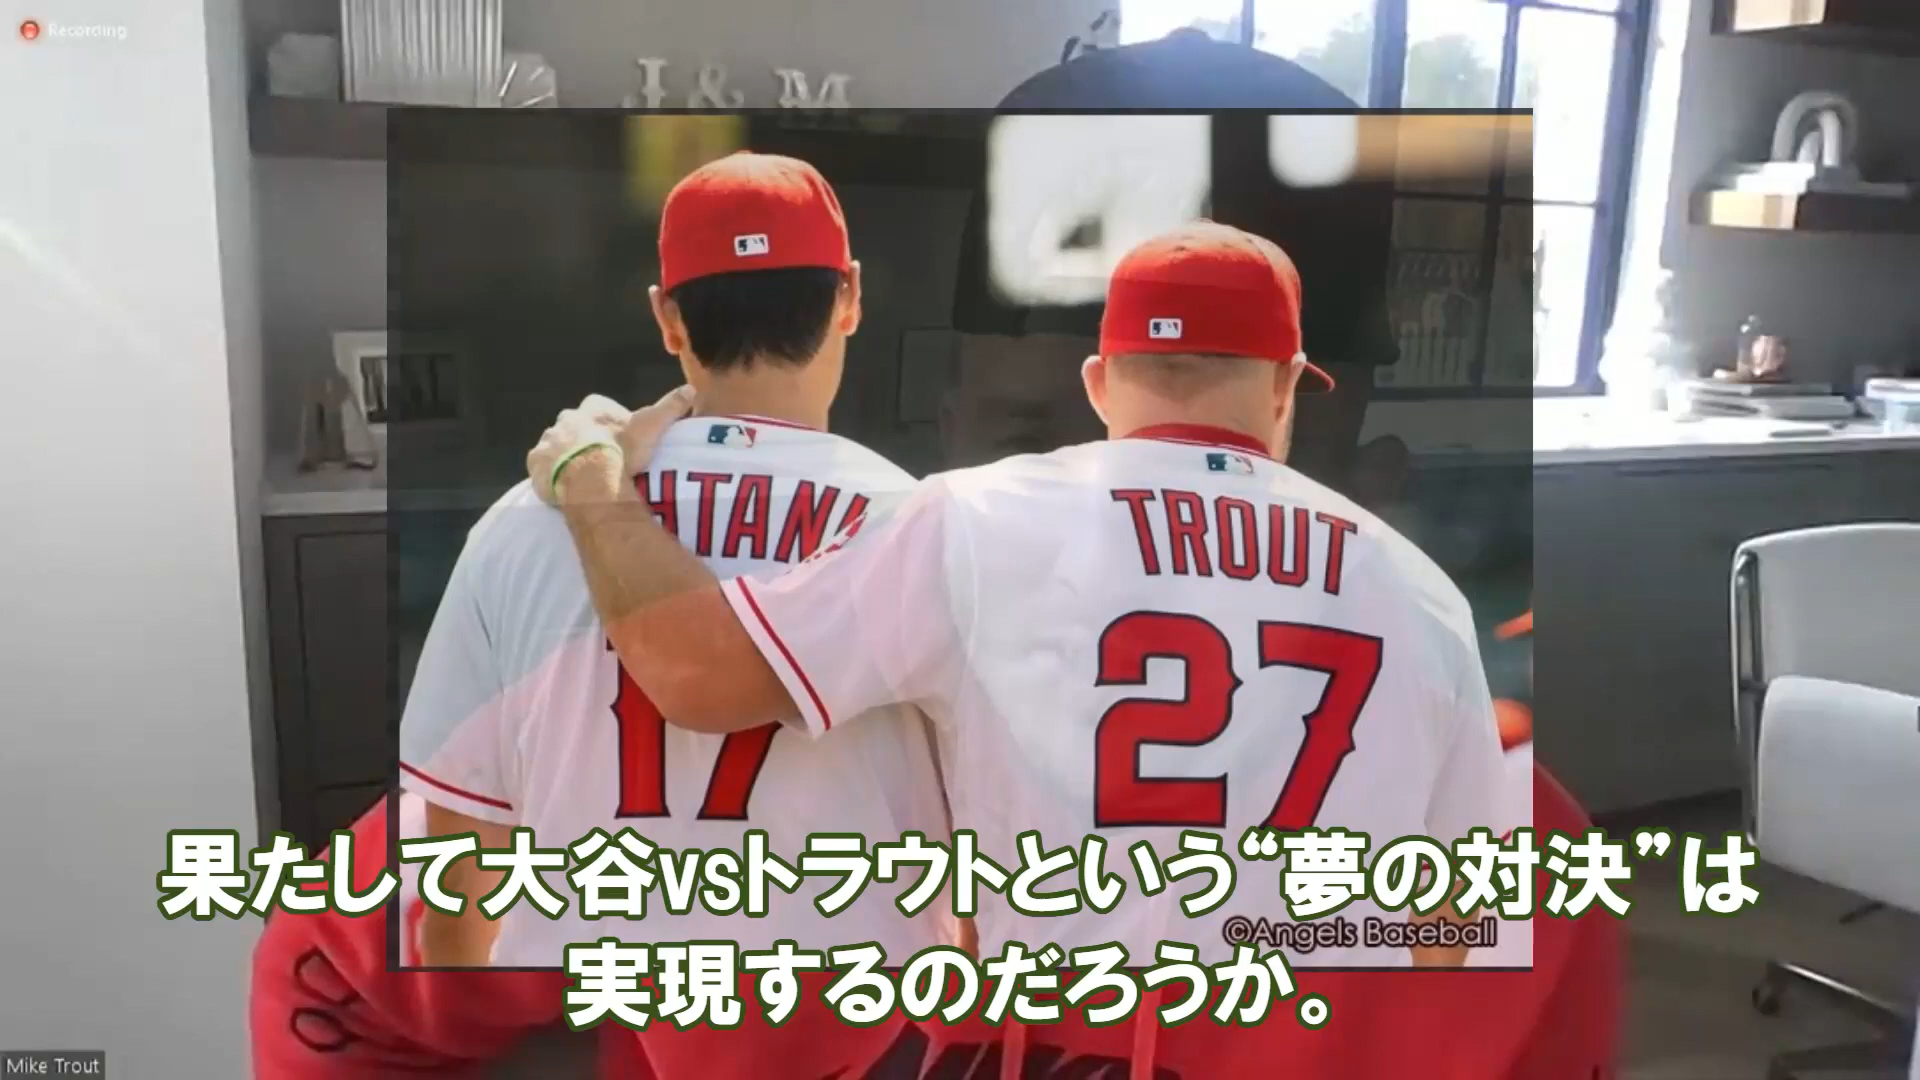 Recording
J & M
HTANI
17
TROUT
27
果たして大谷vsトラウトという“夢の対決”は
©Angels Baseball
実現するのだろうか。
Mike Trout